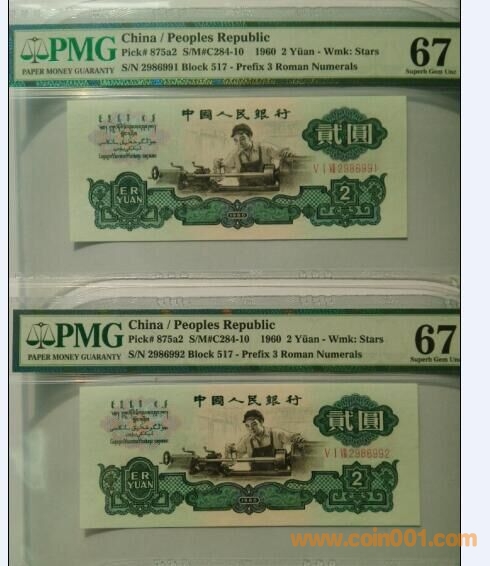 PMG
PAPER MONEY GUARANTY
China / Peoples Republic
Pick# 875a2 S/M#C284-10 1960 2 Yüan - Wmk: Stars
S/N 2986991 Block 517 - Prefix 3 Roman Numerals
67
Superb Gem Unc
中國人民銀行
貳圓
2986991
ER
YUAN
2
1960
PMG
PAPER MONEY GUARANTY
China / Peoples Republic
Pick# 875a2 S/M#C284-10 1960 2 Yüan - Wmk: Stars
S/N 2986992 Block 517 - Prefix 3 Roman Numerals
67
Superb Gem Unc
中國人民銀行
貳圓
2986992
ER
YUAN
2
1960
www.coin001.com